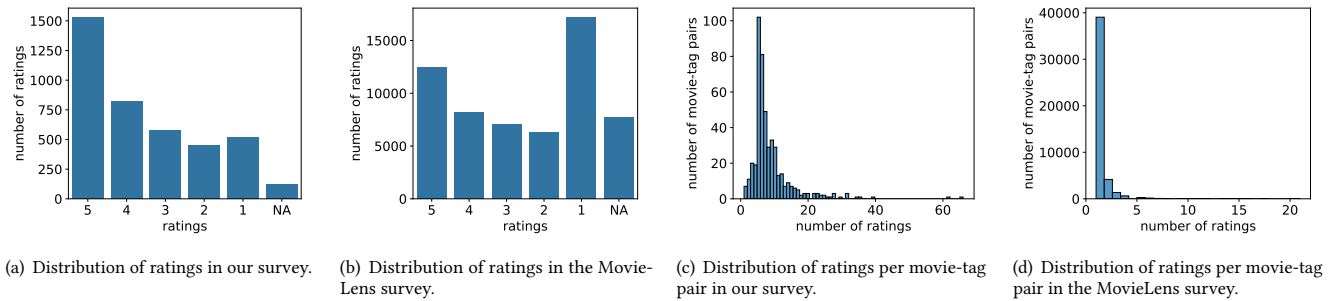 1500
1250
1000
750
500
250
0
number of ratings
5 4 3 2 1 NA
ratings
(a) Distribution of ratings in our survey.
15000
10000
5000
0
number of ratings
5 4 3 2 1 NA
ratings
(b) Distribution of ratings in the Movie-
Lens survey.
100
80
60
40
20
0
number of movie-tag pairs
0 20 40 60
number of ratings
(c) Distribution of ratings per movie-tag
pair in our survey.
40000
30000
20000
10000
0
number of movie-tag pairs
0 5 10 15 20
number of ratings
(d) Distribution of ratings per movie-tag
pair in the MovieLens survey.